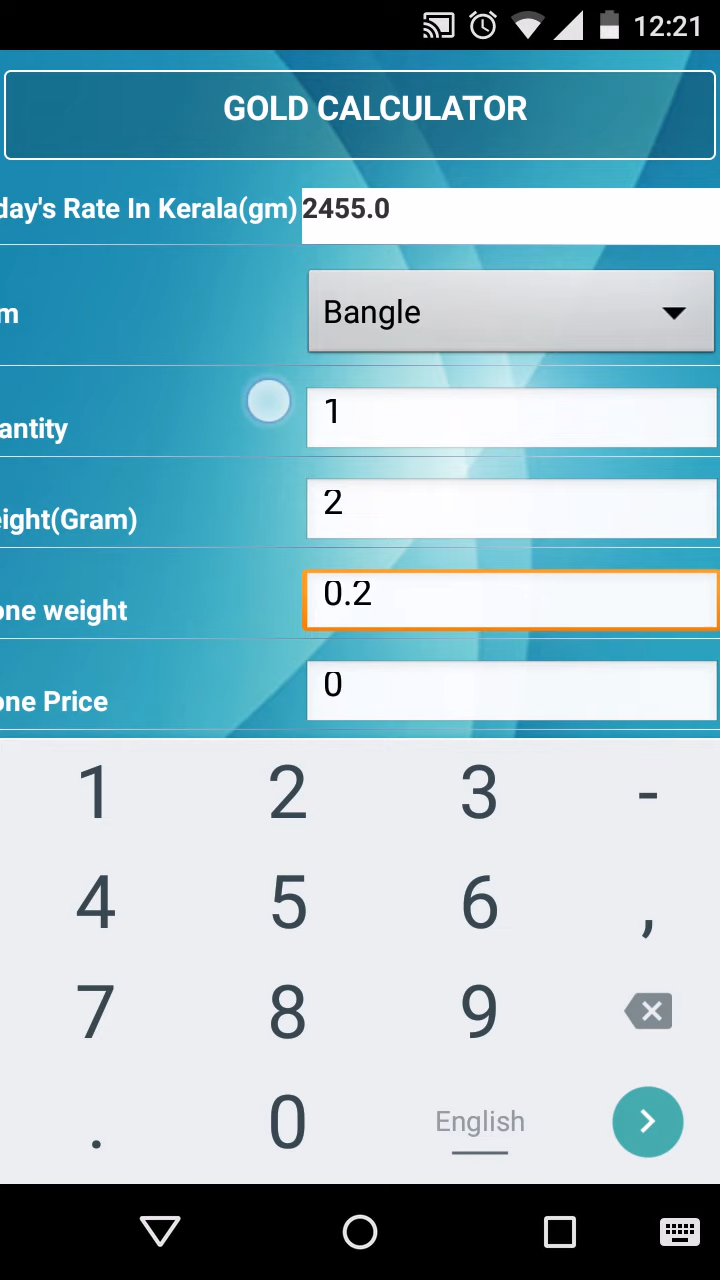 12:21
GOLD CALCULATOR
day's Rate In Kerala(gm) 2455.0
m Bangle
antity 1
eight(Gram) 2
one weight 0.2
one Price 0
1 2 3 -
4 5 6 ,
7 8 9
. 0 English